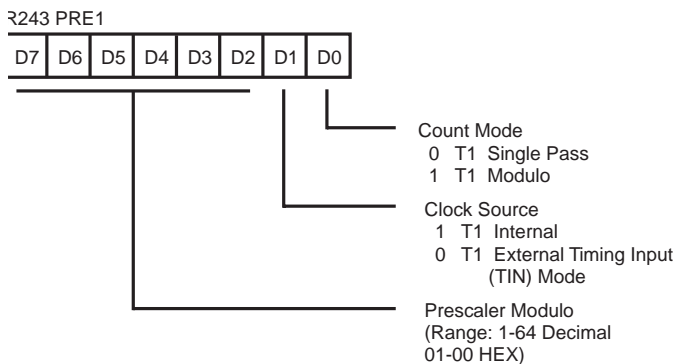 R243 PRE1
D7 D6 D5 D4 D3 D2 D1 D0
Count Mode
0 T1 Single Pass
1 T1 Modulo
Clock Source
1 T1 Internal
0 T1 External Timing Input
(TIN) Mode
Prescaler Modulo
(Range: 1-64 Decimal
01-00 HEX)